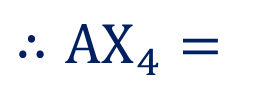 ∴ AX₄ =